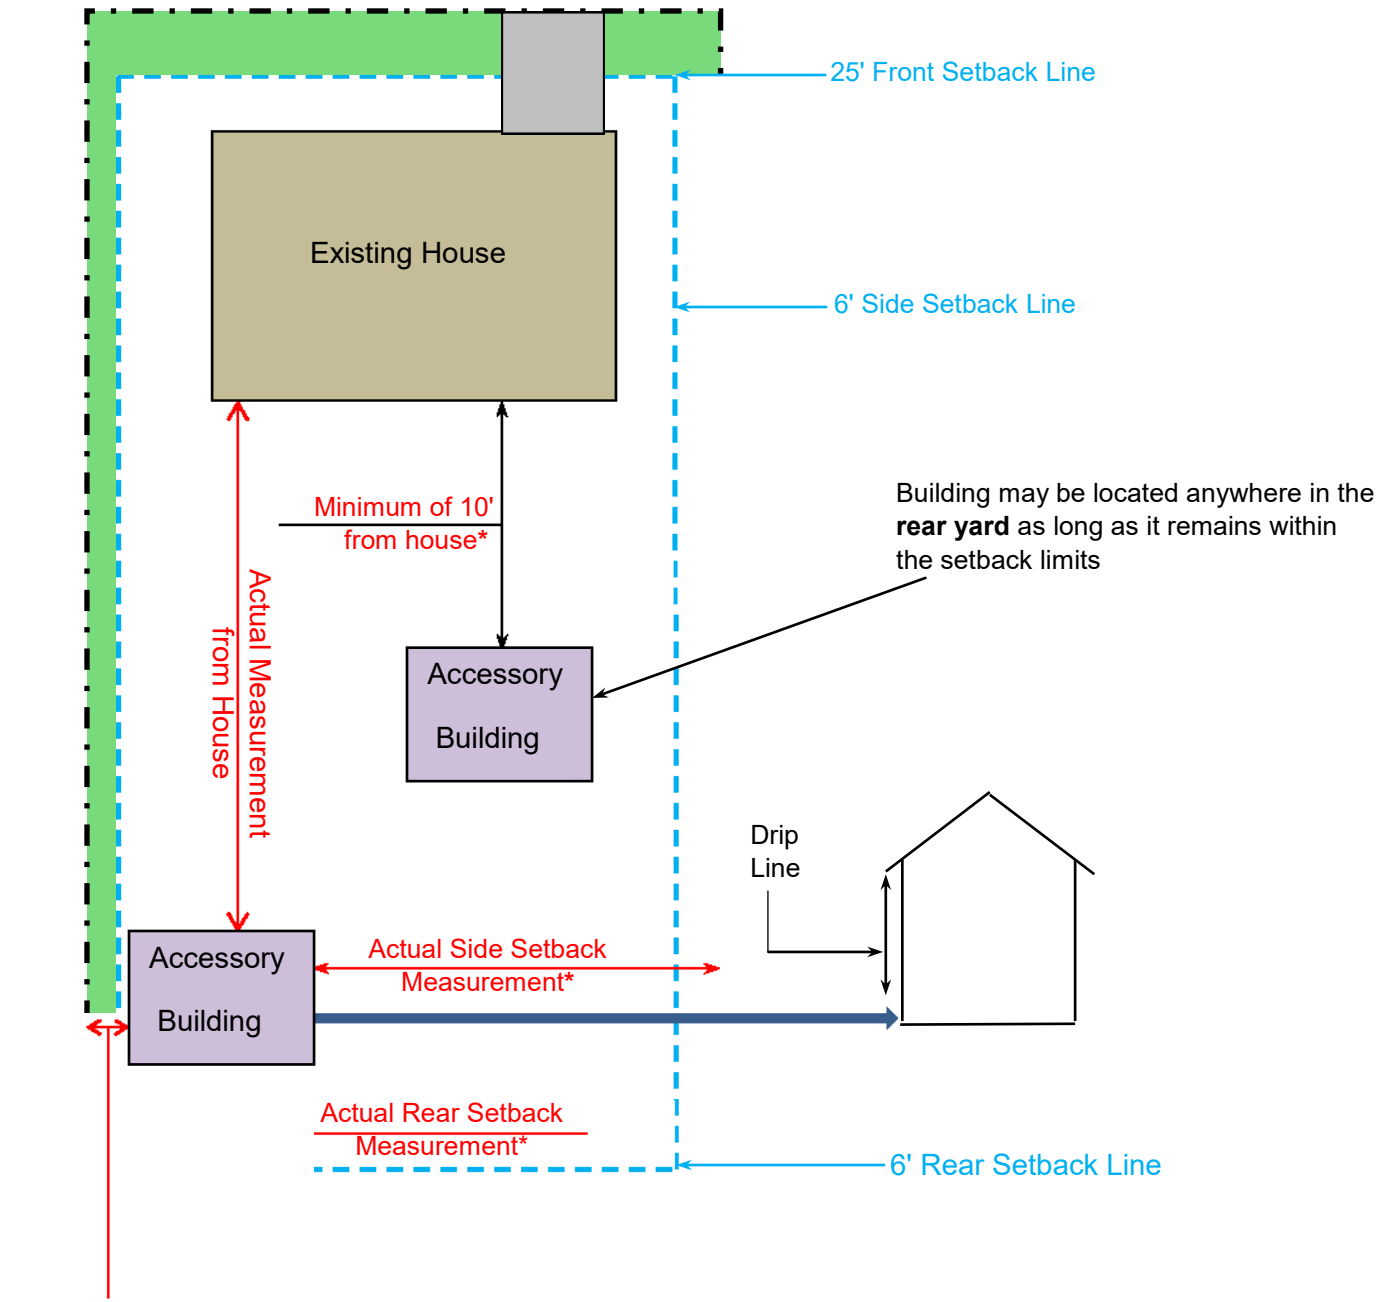 25' Front Setback Line
Existing House
6' Side Setback Line
Building may be located anywhere in the
rear yard as long as it remains within
the setback limits
Minimum of 10'
from house*
Actual Measurement
from House
Accessory
Building
Drip
Line
Accessory
Building
Actual Side Setback
Measurement*
Actual Rear Setback
Measurement*
6' Rear Setback Line